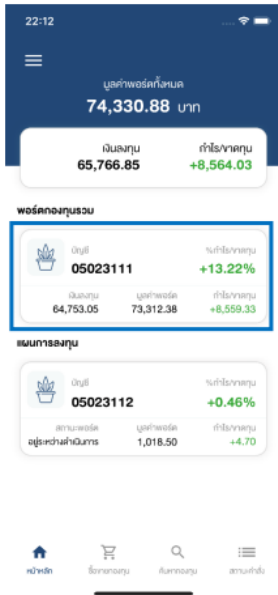 22:12
มูลค่าพอร์ตทั้งหมด
74,330.88 บาท
เงินลงทุน กำไร/ขาดทุน
65,766.85 +8,564.03
พอร์ตกองทุนรวม
บัญชี %กำไร/ขาดทุน
05023111 +13.22%
เงินลงทุน มูลค่าพอร์ต กำไร/ขาดทุน
64,753.05 73,312.38 +8,559.33
แผนการลงทุน
บัญชี %กำไร/ขาดทุน
05023112 +0.46%
สถานะพอร์ต มูลค่าพอร์ต กำไร/ขาดทุน
อยู่ระหว่างดำเนินการ 1,018.50 +4.70
หน้าหลัก ซื้อขายกองทุน ค้นหากองทุน สถานะคำสั่ง